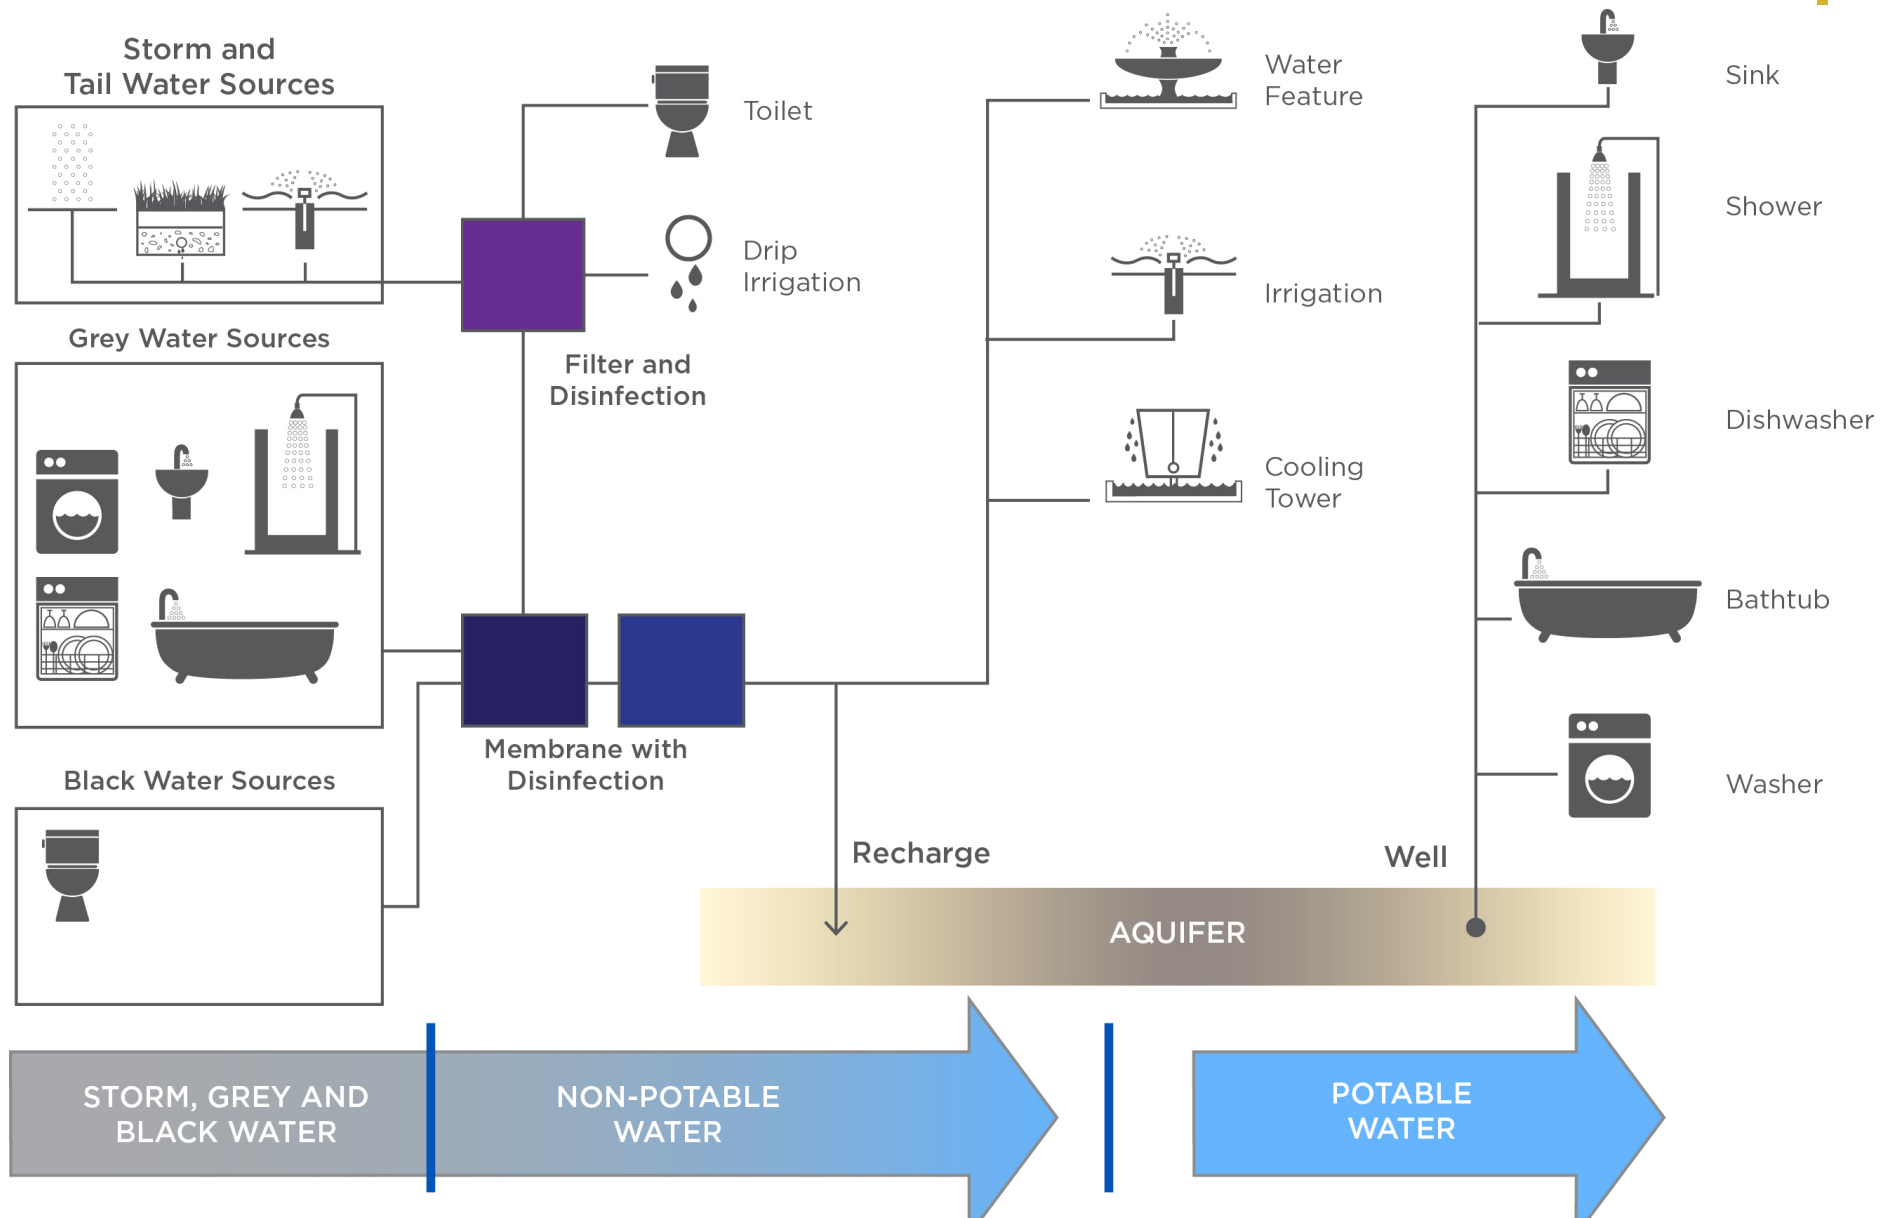 Storm and
Tail Water Sources
Toilet
Drip
Irrigation
Filter and
Disinfection
Grey Water Sources
Membrane with
Disinfection
Black Water Sources
Water
Feature
Irrigation
Cooling
Tower
Sink
Shower
Dishwasher
Bathtub
Washer
Recharge
Well
AQUIFER
STORM, GREY AND
BLACK WATER
NON-POTABLE
WATER
POTABLE
WATER